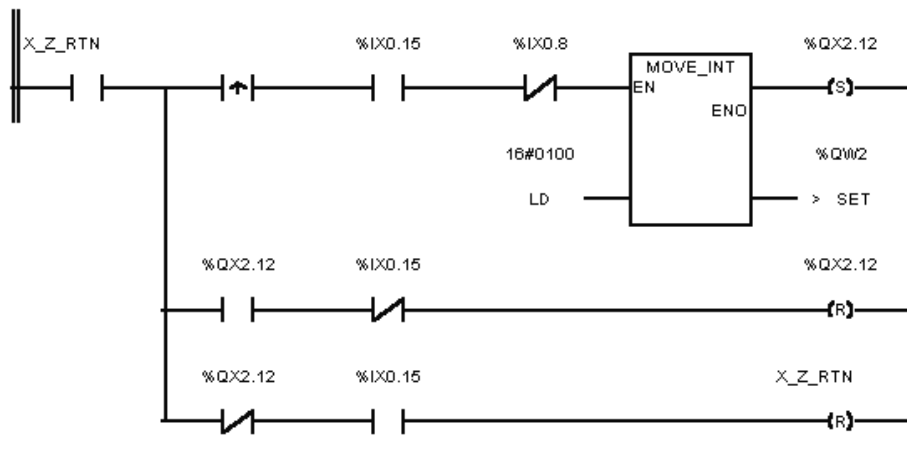 X_Z_RTN %IX0.15 %IX0.8 %QX2.12
MOVE_INT
EN
(S)
ENO
16#0100 %QW2
LD > SET
%QX2.12 %IX0.15 %QX2.12
(R)
%QX2.12 %IX0.15 X_Z_RTN
(R)